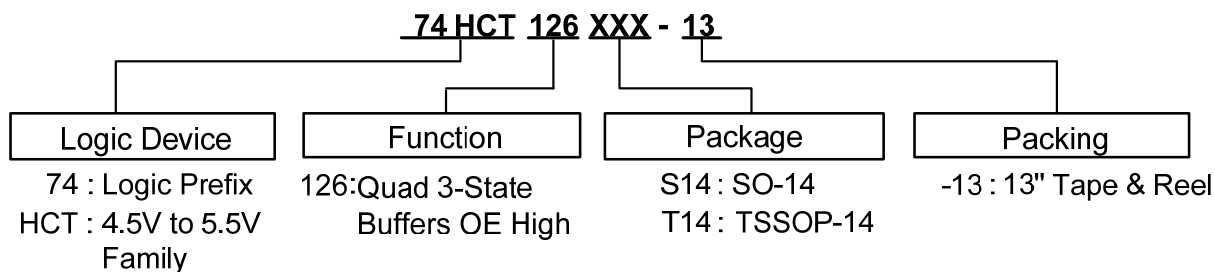 74 HCT 126 XXX - 13
Logic Device
74 : Logic Prefix
HCT : 4.5V to 5.5V
Family
Function
126:Quad 3-State
Buffers OE High
Package
S14 : SO-14
T14 : TSSOP-14
Packing
-13 : 13" Tape & Reel